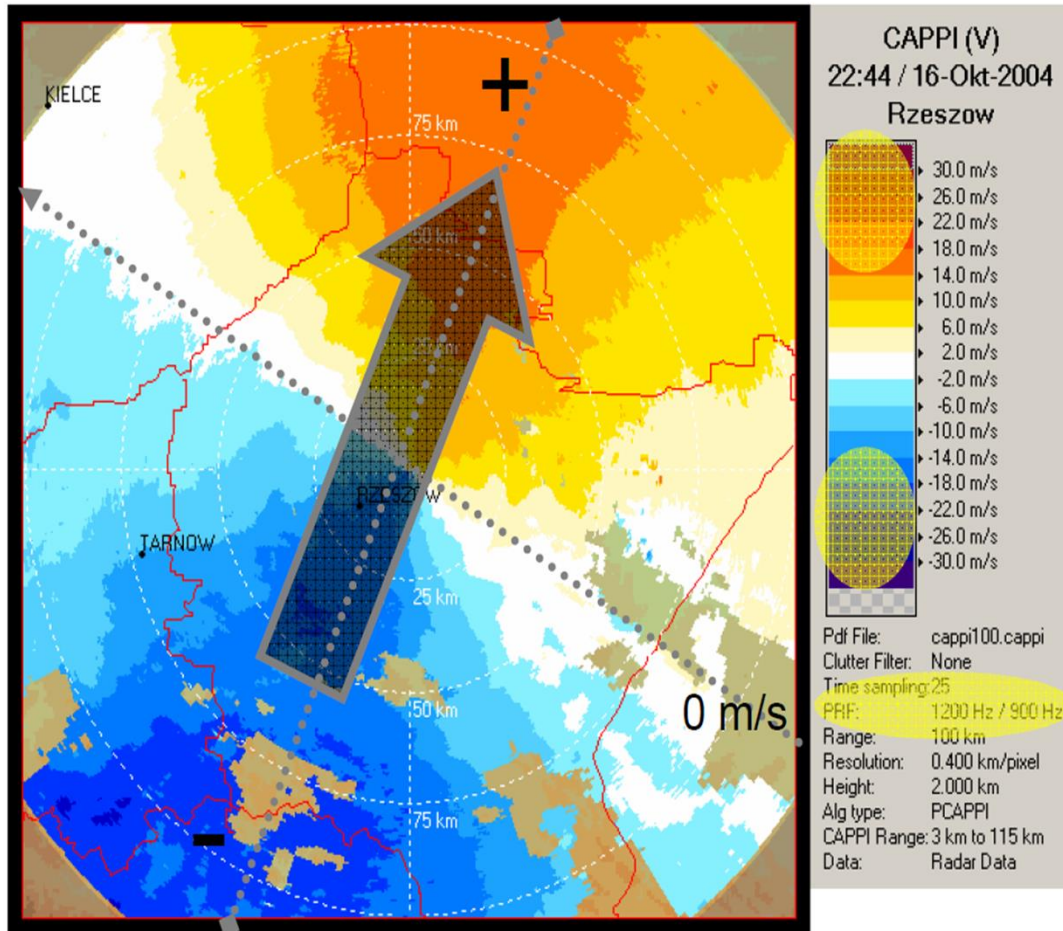 CAPPI (V)
22:44 / 16-Okt-2004
Rzeszow
30.0 m/s
26.0 m/s
22.0 m/s
18.0 m/s
14.0 m/s
10.0 m/s
6.0 m/s
2.0 m/s
-2.0 m/s
-6.0 m/s
-10.0 m/s
-14.0 m/s
-18.0 m/s
-22.0 m/s
-26.0 m/s
-30.0 m/s
Pdf File: cappi100.cappi
Clutter Filter: None
Time sampling:25
PRF: 1200 Hz / 900 Hz
Range: 100 km
Resolution: 0.400 km/pixel
Height: 2.000 km
Alg type: PCAPPI
CAPPI Range: 3 km to 115 km
Data: Radar Data
KIELCE
+
75 km
50 km
25 km
RZESZOW
TARNOW
25 km
50 km
0 m/s
75 km
-